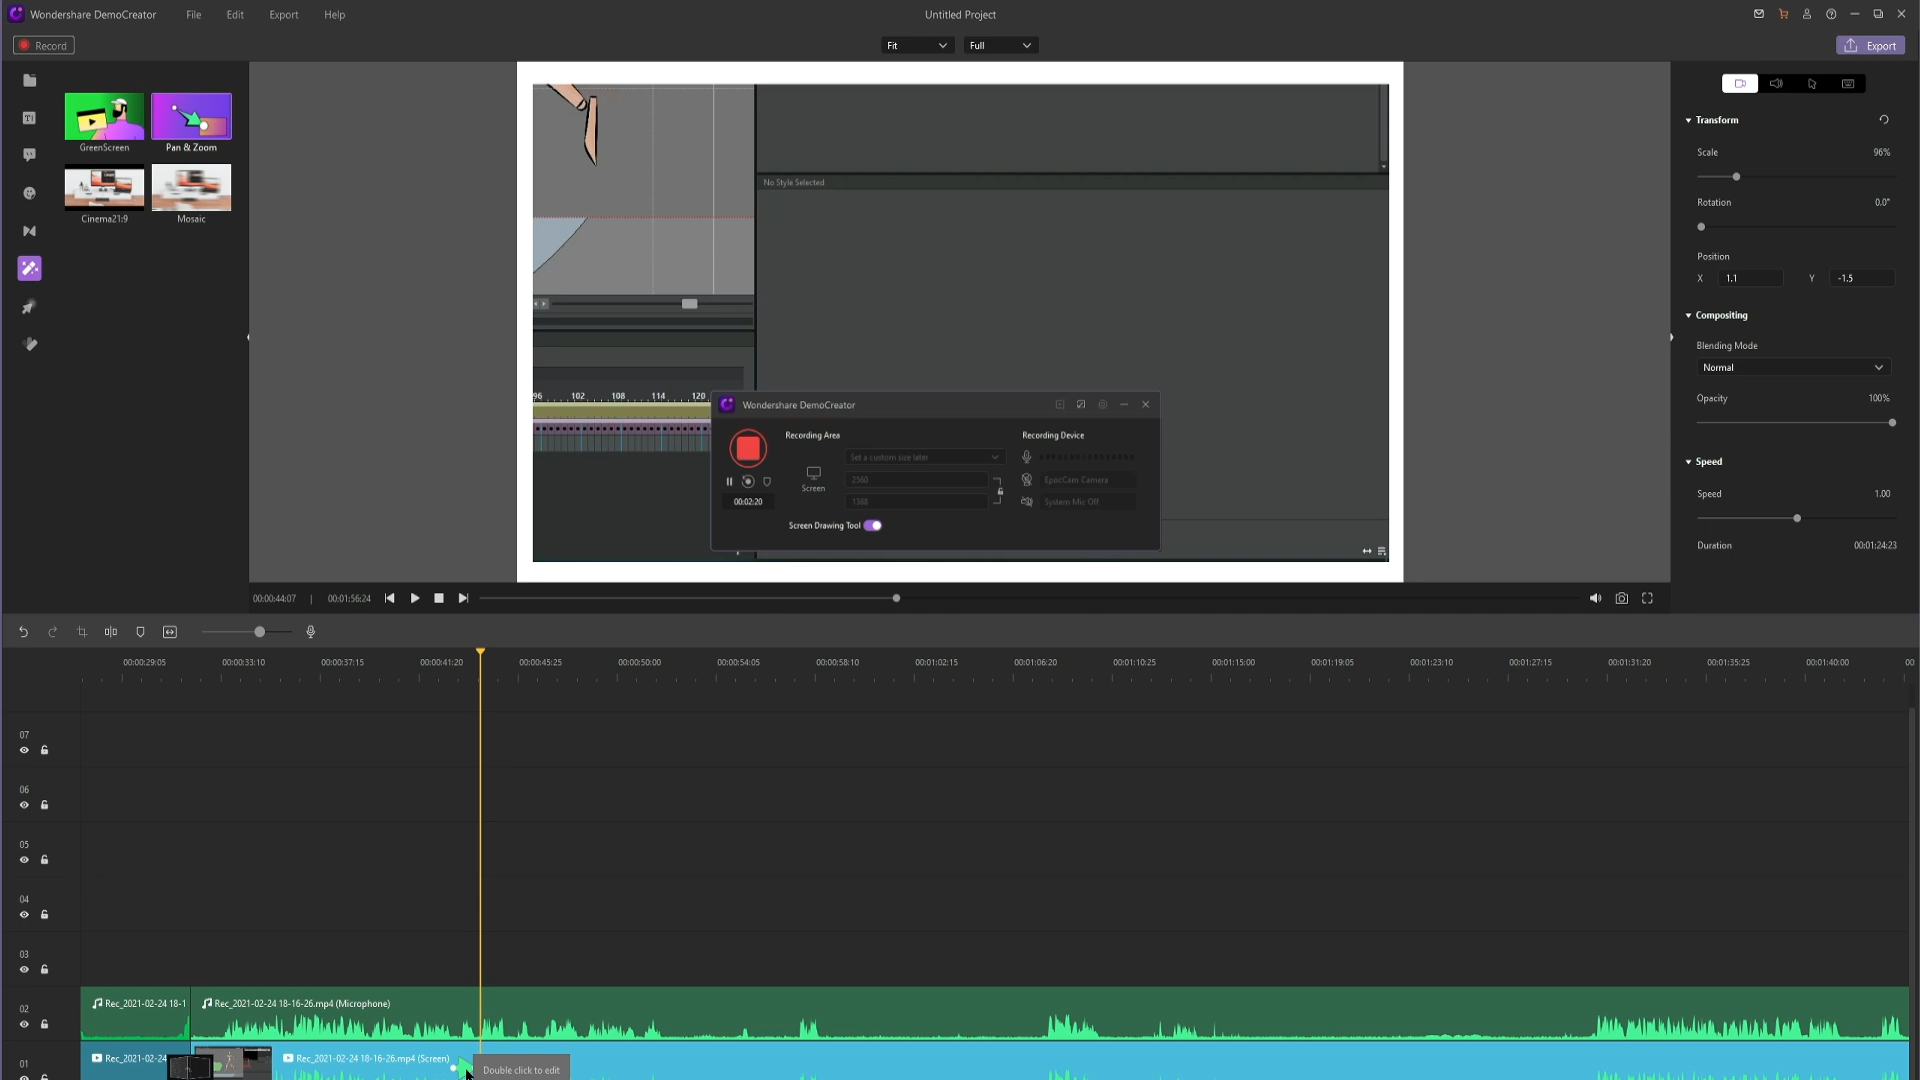 Wondershare DemoCreator File Edit Export Help Untitled Project
Record Fit Full Export
GreenScreen Pan & Zoom
Cinema21:9 Mosaic
No Style Selected
96 102 108 114 120
Wondershare DemoCreator
Recording Area Recording Device
Set a custom size later
2560 EpocCam Camera
Screen
1388 System Mic Off
00:02:20
Screen Drawing Tool
Transform
Scale 96%
Rotation 0.0°
Position
X 1.1 Y -1.5
Compositing
Blending Mode
Normal
Opacity 100%
Speed
Speed 1.00
Duration 00:01:24:23
00:00:44:07 | 00:01:56:24
00:00:29:05 00:00:33:10 00:00:37:15 00:00:41:20 00:00:45:25 00:00:50:00 00:00:54:05 00:00:58:10 00:01:02:15 00:01:06:20 00:01:10:25 00:01:15:00 00:01:19:05 00:01:23:10 00:01:27:15 00:01:31:20 00:01:35:25 00:01:40:00 00
07
06
05
04
03
02
Rec_2021-02-24 18-1 Rec_2021-02-24 18-16-26.mp4 (Microphone)
01
Rec_2021-02-24 Rec_2021-02-24 18-16-26.mp4 (Screen)
Double click to edit